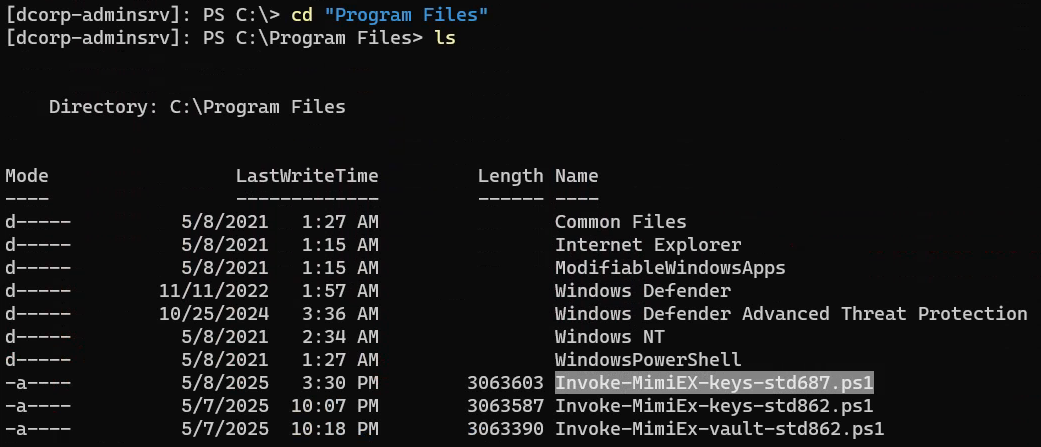 [dcorp-adminsrv]: PS C:\> cd "Program Files"
[dcorp-adminsrv]: PS C:\Program Files> ls
Directory: C:\Program Files
Mode LastWriteTime Length Name
---- ------------- ------ ----
d----- 5/8/2021 1:27 AM Common Files
d----- 5/8/2021 1:15 AM Internet Explorer
d----- 5/8/2021 1:15 AM ModifiableWindowsApps
d----- 11/11/2022 1:57 AM Windows Defender
d----- 10/25/2024 3:36 AM Windows Defender Advanced Threat Protection
d----- 5/8/2021 2:34 AM Windows NT
d----- 5/8/2021 1:27 AM WindowsPowerShell
-a---- 5/8/2025 3:30 PM 3063603 Invoke-MimiEX-keys-std687.ps1
-a---- 5/7/2025 10:07 PM 3063587 Invoke-MimiEx-keys-std862.ps1
-a---- 5/7/2025 10:18 PM 3063390 Invoke-MimiEx-vault-std862.ps1